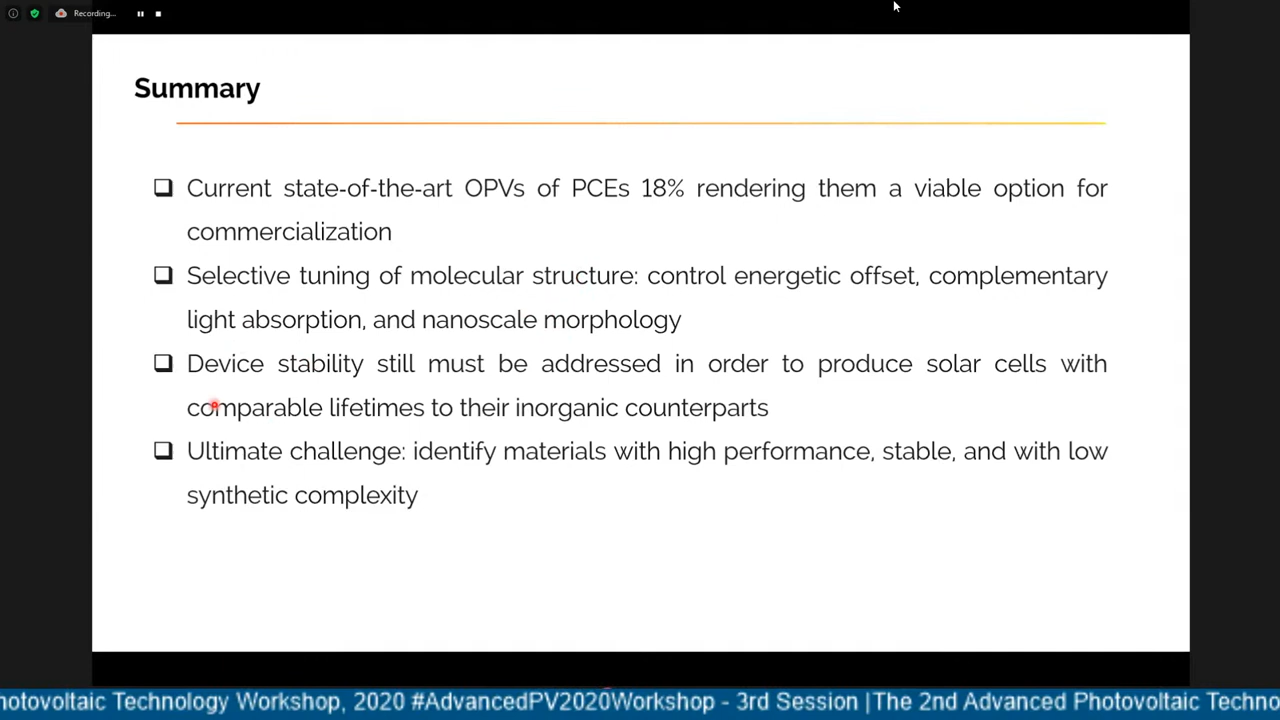 Recording...
Summary
❑ Current state-of-the-art OPVs of PCEs 18% rendering them a viable option for
commercialization
❑ Selective tuning of molecular structure: control energetic offset, complementary
light absorption, and nanoscale morphology
❑ Device stability still must be addressed in order to produce solar cells with
comparable lifetimes to their inorganic counterparts
❑ Ultimate challenge: identify materials with high performance, stable, and with low
synthetic complexity
hotovoltaic Technology Workshop, 2020 #AdvancedPV2020Workshop - 3rd Session |The 2nd Advanced Photovoltaic Techno